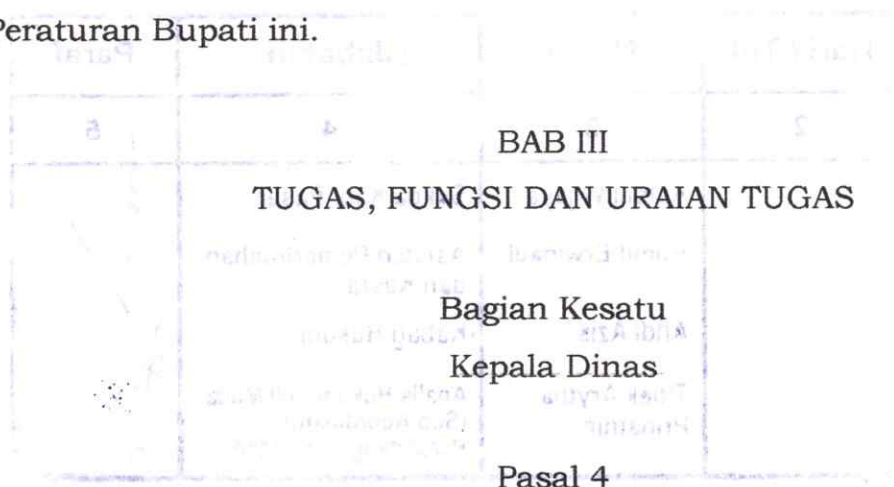 Peraturan Bupati ini.
BAB III
TUGAS, FUNGSI DAN URAIAN TUGAS
Bagian Kesatu
Kepala Dinas
Pasal 4